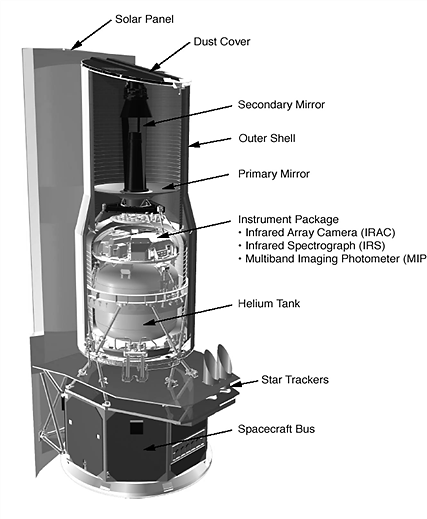 Solar Panel
Dust Cover
Secondary Mirror
Outer Shell
Primary Mirror
Instrument Package
• Infrared Array Camera (IRAC)
• Infrared Spectrograph (IRS)
• Multiband Imaging Photometer (MIP
Helium Tank
Star Trackers
Spacecraft Bus